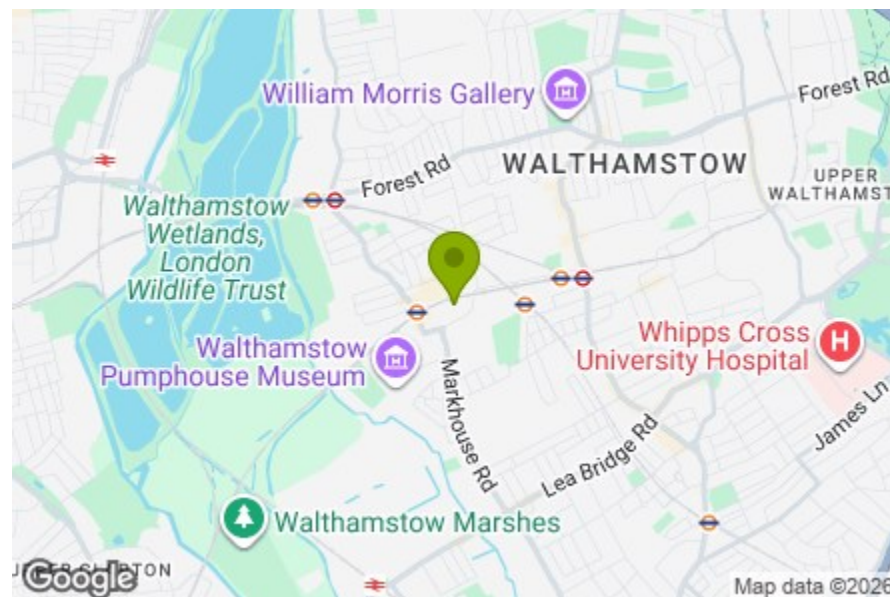 William Morris Gallery
Forest Rd
WALTHAMSTOW
Forest Rd
UPPER
WALTHAMST
Walthamstow
Wetlands,
London
Wildlife Trust
Walthamstow
Pumphouse Museum
Whipps Cross
University Hospital
H
Markhouse Rd
James Ln
Lea Bridge Rd
Walthamstow Marshes
Google
Map data ©2026